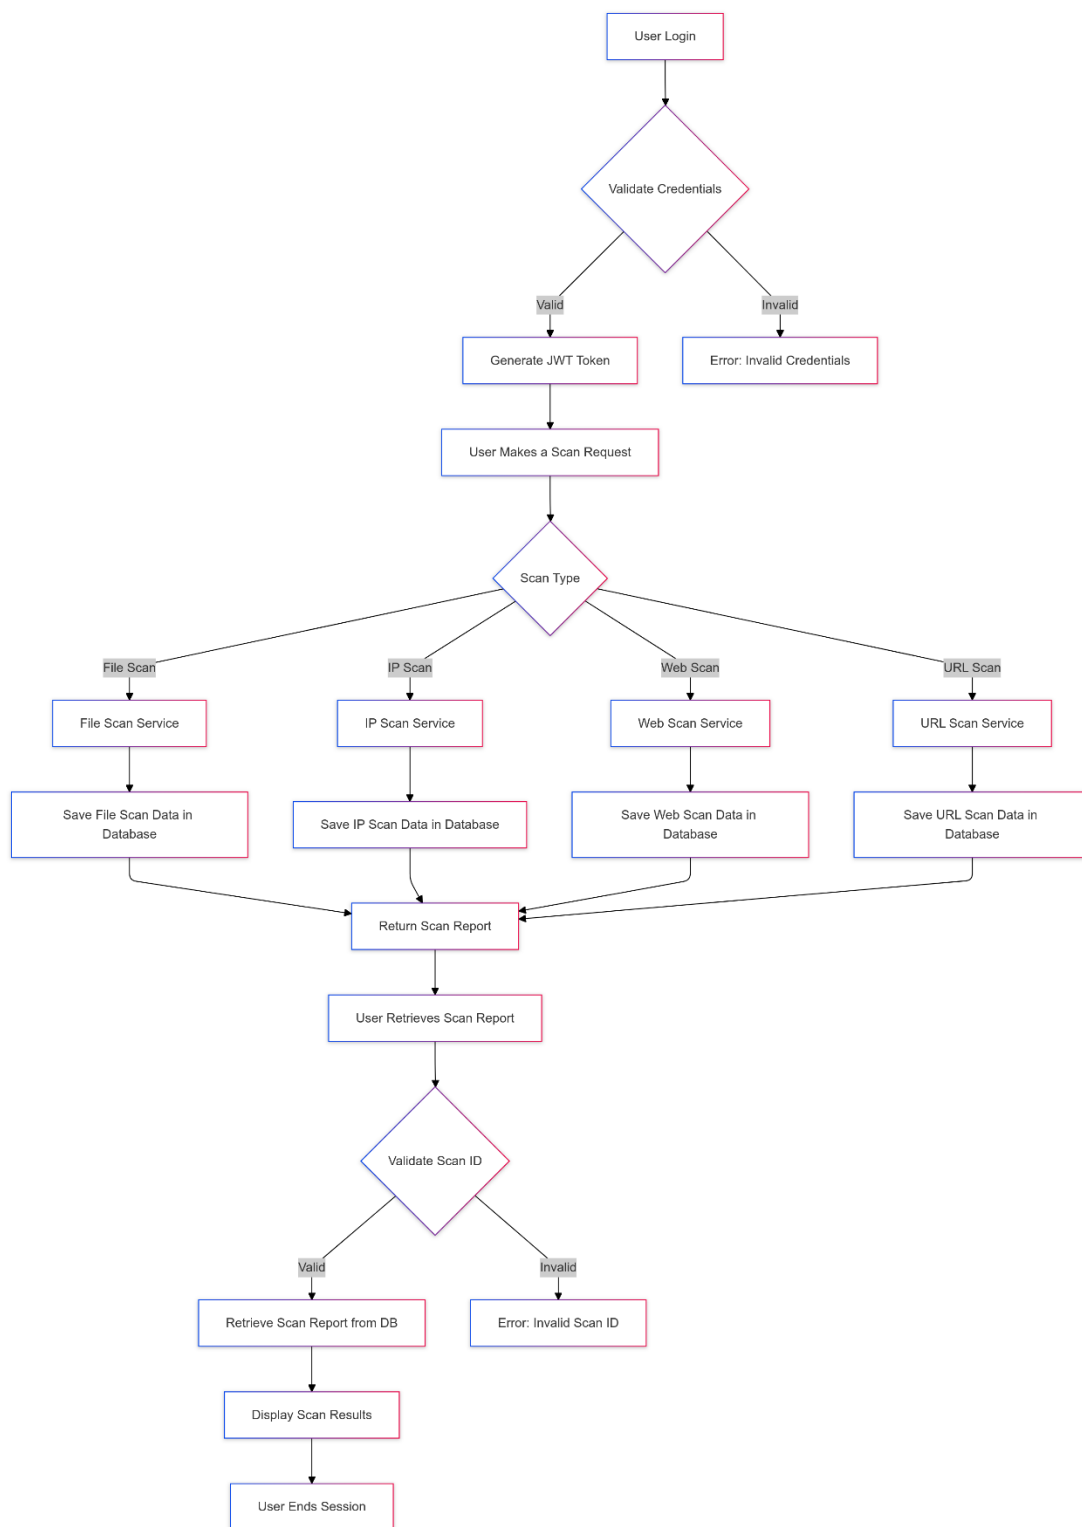 User Login
Validate Credentials
Valid
Invalid
Generate JWT Token
Error: Invalid Credentials
User Makes a Scan Request
Scan Type
File Scan
IP Scan
Web Scan
URL Scan
File Scan Service
IP Scan Service
Web Scan Service
URL Scan Service
Save File Scan Data in
Database
Save IP Scan Data in Database
Save Web Scan Data in
Database
Save URL Scan Data in
Database
Return Scan Report
User Retrieves Scan Report
Validate Scan ID
Valid
Invalid
Retrieve Scan Report from DB
Error: Invalid Scan ID
Display Scan Results
User Ends Session